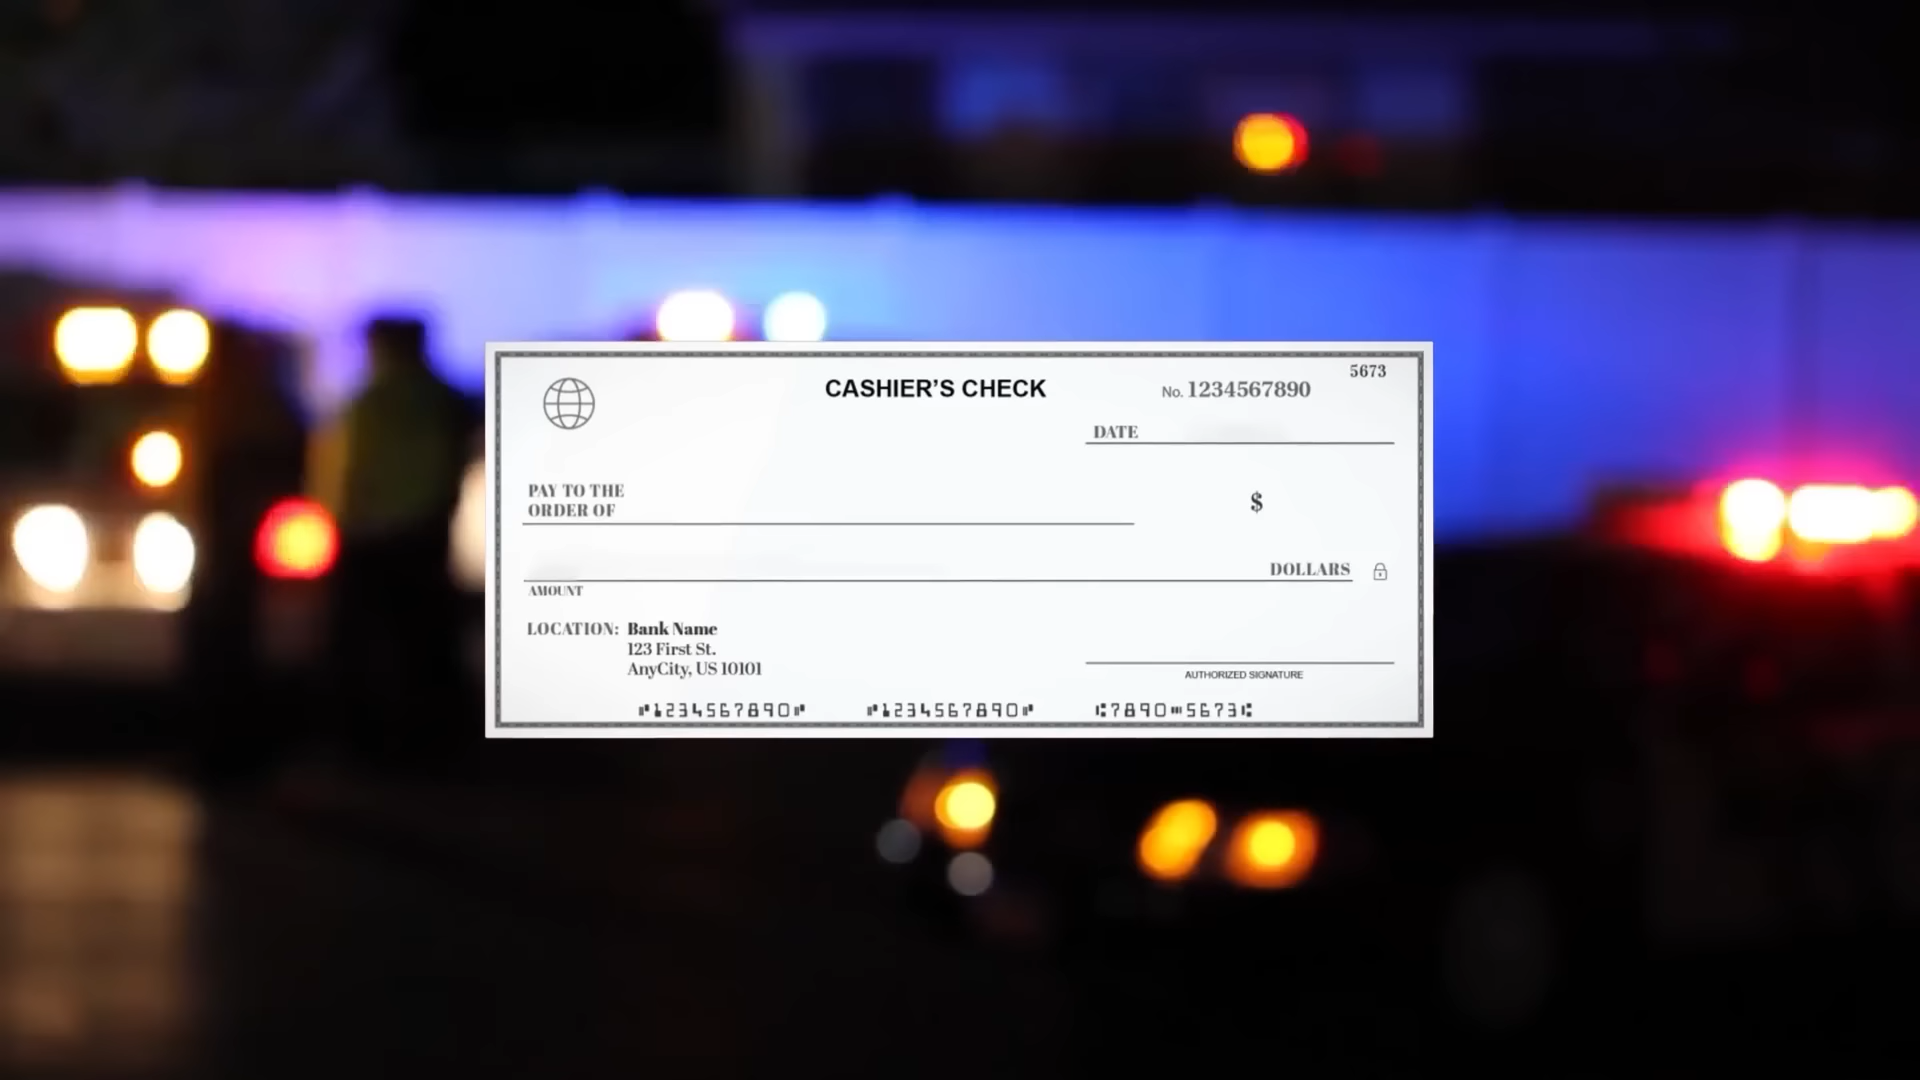 5673
CASHIER'S CHECK
No. 1234567890
DATE
PAY TO THE
ORDER OF
$
DOLLARS
AMOUNT
LOCATION: Bank Name
123 First St.
AnyCity, US 10101
AUTHORIZED SIGNATURE
⑈1234567890⑈ ⑈1234567890⑈ ⑆7890⑉5673⑆